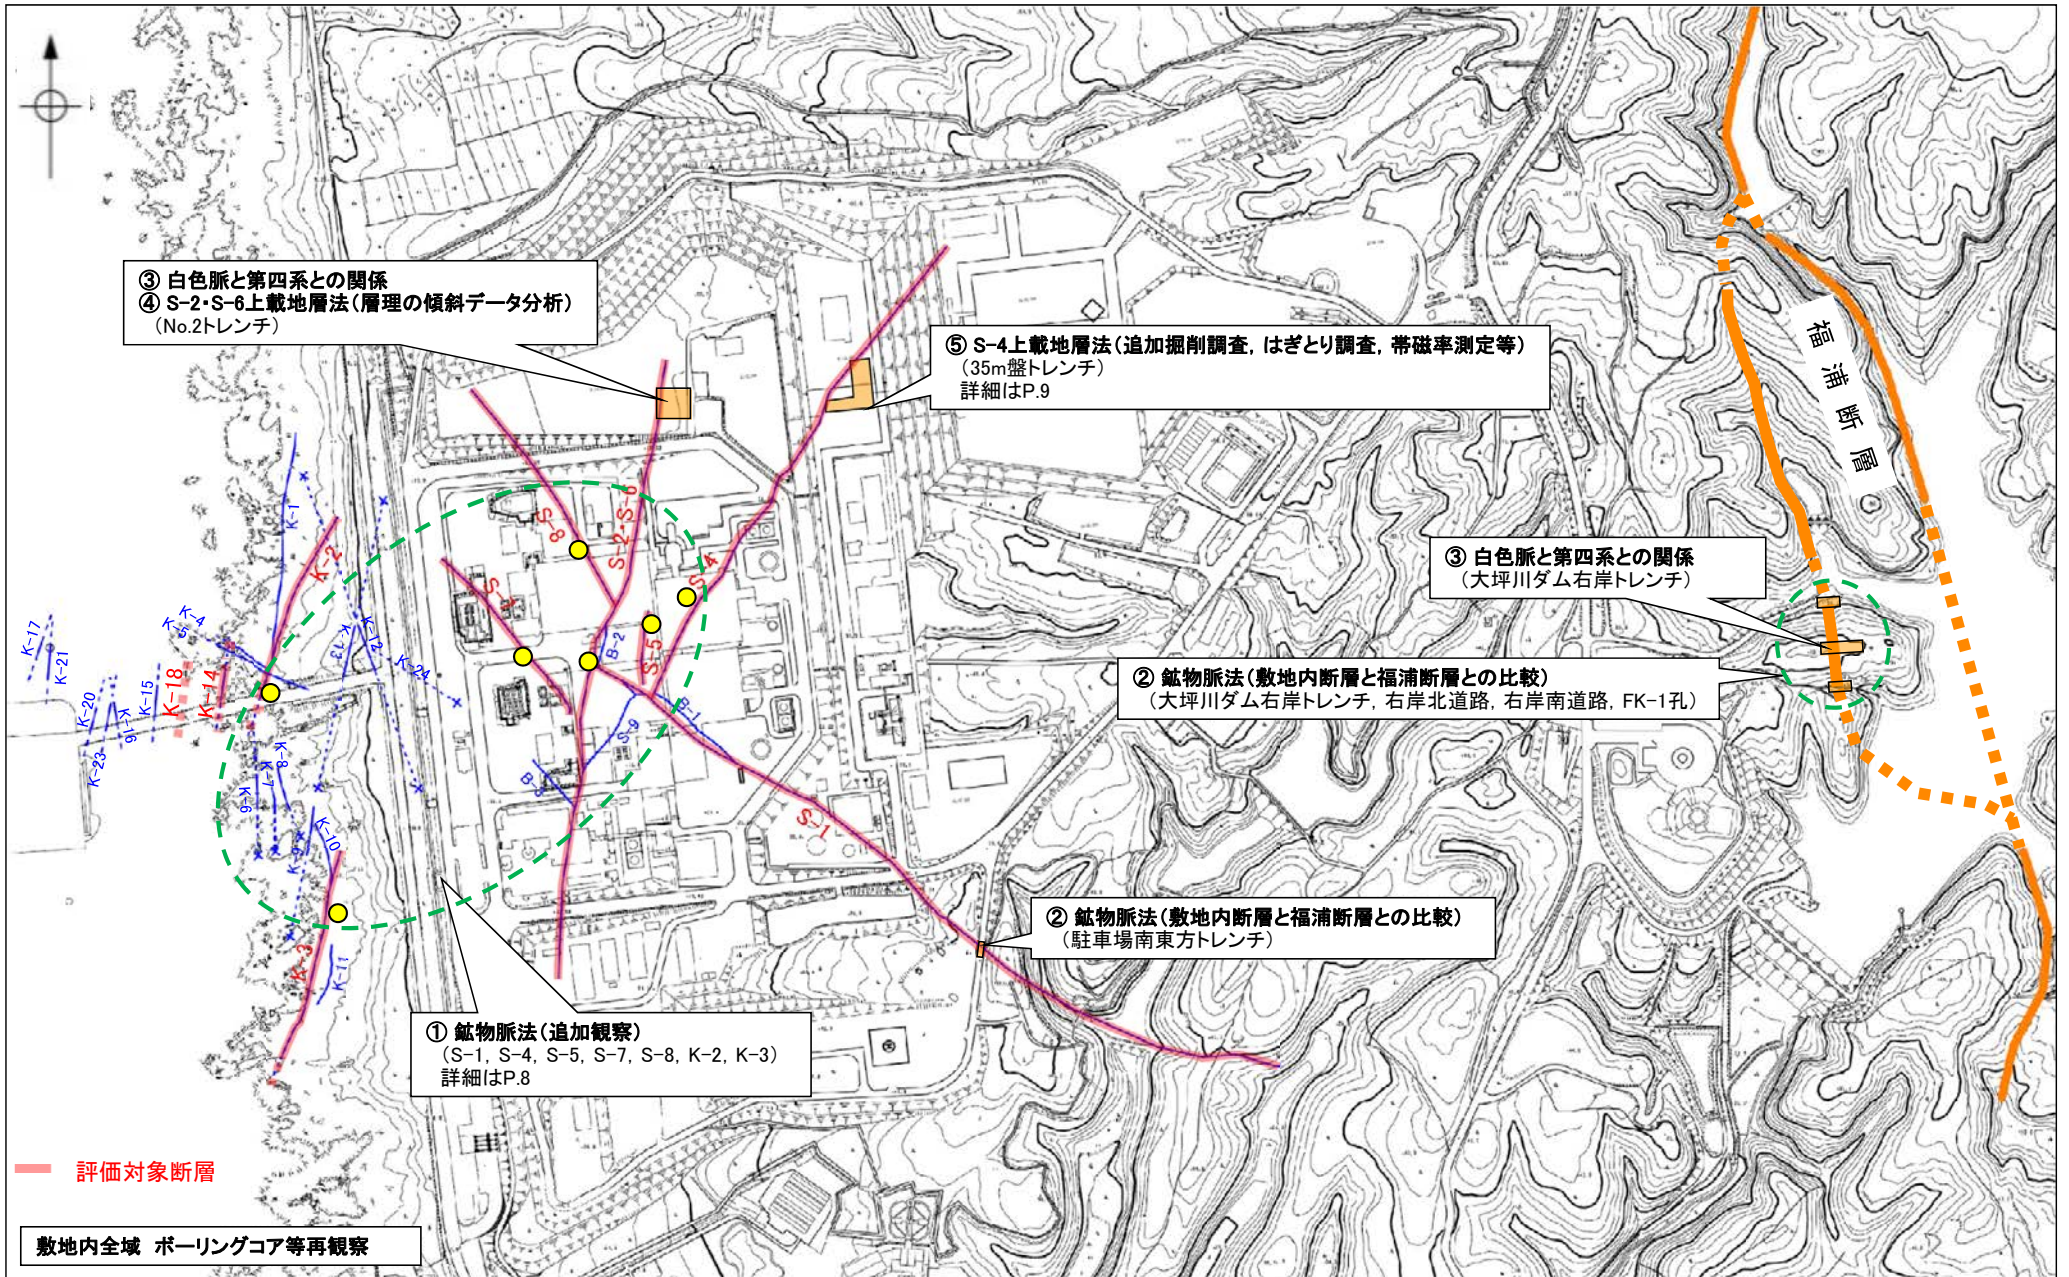 ③ 白色脈と第四系との関係
④ S-2・S-6上載地層法(層理の傾斜データ分析)
(No.2トレンチ)
⑤ S-4上載地層法(追加掘削調査, はぎとり調査, 帯磁率測定等)
(35m盤トレンチ)
詳細はP.9
福浦断層
③ 白色脈と第四系との関係
(大坪川ダム右岸トレンチ)
② 鉱物脈法(敷地内断層と福浦断層との比較)
(大坪川ダム右岸トレンチ, 右岸北道路, 右岸南道路, FK-1孔)
② 鉱物脈法(敷地内断層と福浦断層との比較)
(駐車場南東方トレンチ)
① 鉱物脈法(追加観察)
(S-1, S-4, S-5, S-7, S-8, K-2, K-3)
詳細はP.8
S-8
S-2・S-6
S-4
S-5
B-2
B-1
S-9
S-1
K-1
K-2
K-4
K-5
K-17
K-21
K-20
K-16
K-15
K-23
K-18
K-14
K-13
K-12
K-24
K-8
K-7
K-6
K-9
K-10
K-3
K-11
評価対象断層
敷地内全域 ボーリングコア等再観察